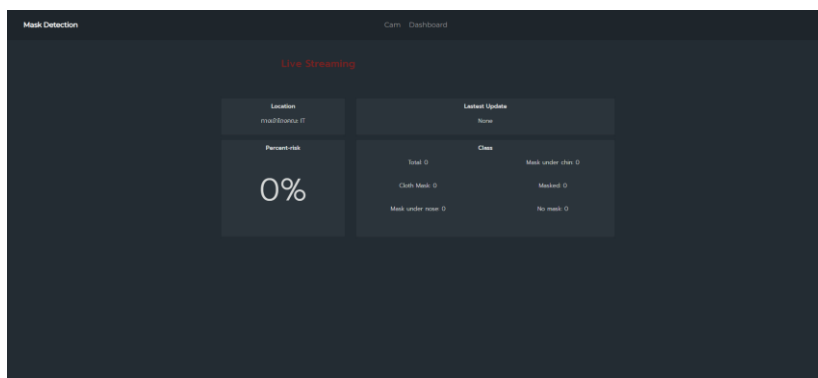 Mask Detection
Cam Dashboard
Live Streaming
Location
IT
Lastest Update
None
Percent-risk
0%
Class
Total 0
Mask under chin 0
Cloth Mask 0
Masked 0
Mask under nose 0
No mask 0